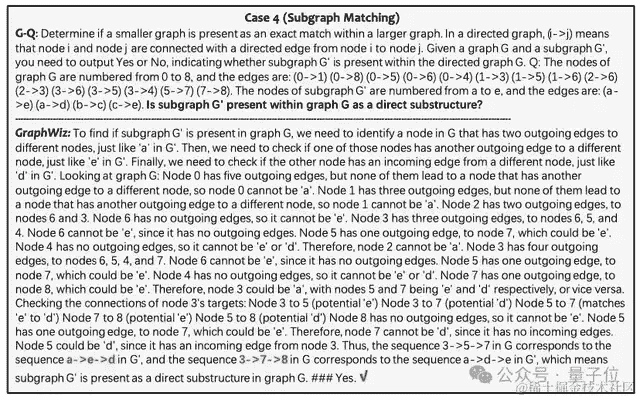 Case 4 (Subgraph Matching)
G-Q: Determine if a smaller graph is present as an exact match within a larger graph. In a directed graph, (i->j) means
that node i and node j are connected with a directed edge from node i to node j. Given a graph G and a subgraph G',
you need to output Yes or No, indicating whether subgraph G' is present within the directed graph G. Q: The nodes of
graph G are numbered from 0 to 8, and the edges are: (0->1) (0->8) (0->5) (0->6) (0->4) (1->3) (1->5) (1->6) (2->6)
(2->3) (3->6) (3->5) (3->4) (5->7) (7->8). The nodes of subgraph G' are numbered from a to e, and the edges are: (a-
>e) (a->d) (b->c) (c->e). Is subgraph G' present within graph G as a direct substructure?
GraphWiz: To find if subgraph G' is present in graph G, we need to identify a node in G that has two outgoing edges to
different nodes, just like 'a' in G'. Then, we need to check if one of those nodes has another outgoing edge to a different
node, just like 'e' in G'. Finally, we need to check if the other node has an incoming edge from a different node, just like
'd' in G'. Looking at graph G: Node 0 has five outgoing edges, but none of them lead to a node that has another
outgoing edge to a different node, so node 0 cannot be 'a'. Node 1 has three outgoing edges, but none of them lead to
a node that has another outgoing edge to a different node, so node 1 cannot be 'a'. Node 2 has two outgoing edges, to
nodes 6 and 3. Node 6 has no outgoing edges, so it cannot be 'e'. Node 3 has three outgoing edges, to nodes 6, 5, and
4. Node 6 cannot be 'e', since it has no outgoing edges. Node 5 has one outgoing edge, to node 7, which could be 'e'.
Node 4 has no outgoing edges, so it cannot be 'e' or 'd'. Therefore, node 2 cannot be 'a'. Node 3 has four outgoing
edges, to nodes 6, 5, 4, and 7. Node 6 cannot be 'e', since it has no outgoing edges. Node 5 has one outgoing edge, to
node 7, which could be 'e'. Node 4 has no outgoing edges, so it cannot be 'e' or 'd'. Node 7 has one outgoing edge, to
node 8, which could be 'e'. Therefore, node 3 could be 'a', with nodes 5 and 7 being 'e' and 'd' respectively, or vice versa.
Checking the connections of node 3's targets: Node 3 to 5 (potential 'e') Node 3 to 7 (potential 'd') Node 5 to 7 (matches
'e' to 'd') Node 7 to 8 (potential 'e') Node 5 to 8 (potential 'd') Node 8 has no outgoing edges, so it cannot be 'e'. Node 5
has one outgoing edge, to node 7, which could be 'e'. Therefore, node 7 cannot be 'd', since it has no incoming edges.
Node 5 could be 'd', since it has an incoming edge from node 3. Thus, the sequence 3->5->7 in G corresponds to the
sequence a->e->d in G', and the sequence 3->7->8 in G corresponds to the sequence a->d->e in G', which means
subgraph G' is present as a direct substructure in graph G. ### Yes. √
公众号·量子位
@稀土掘金技术社区